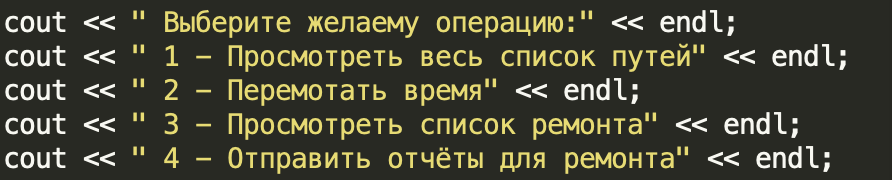 cout << " Выберите желаему операцию:" << endl;
cout << " 1 - Просмотреть весь список путей" << endl;
cout << " 2 - Перемотать время" << endl;
cout << " 3 - Просмотреть список ремонта" << endl;
cout << " 4 - Отправить отчёты для ремонта" << endl;